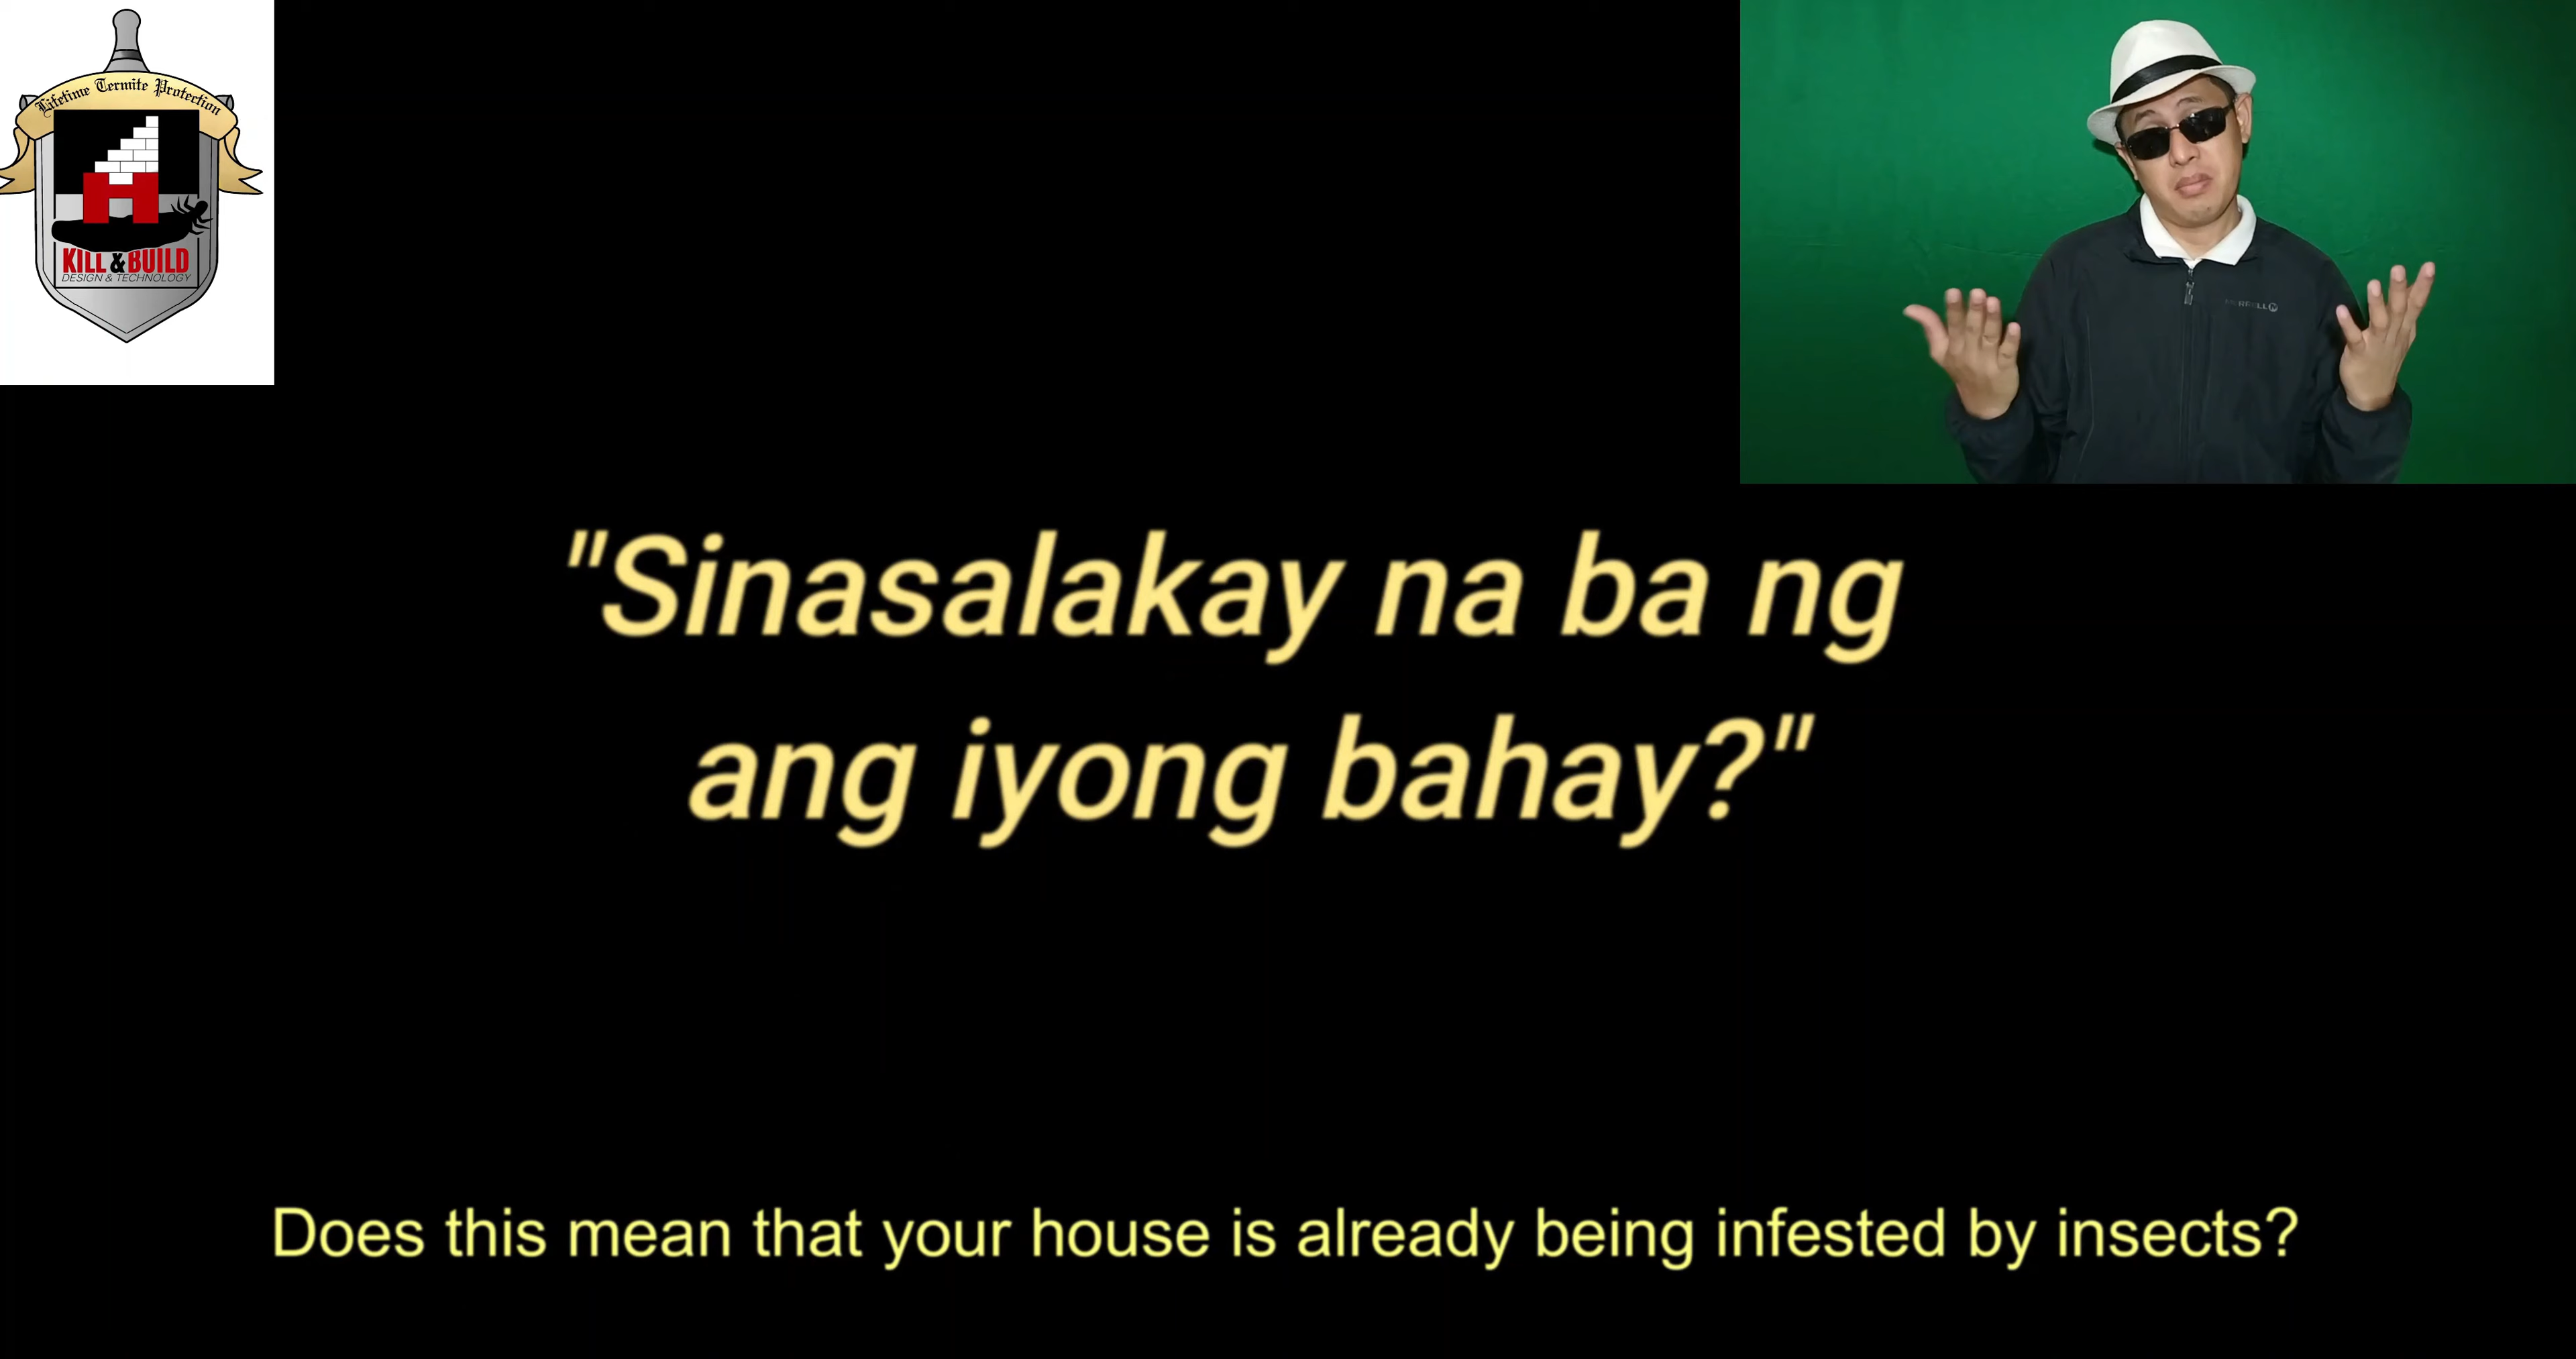 Lifetime Termite Protection
KILL & BUILD
DESIGN & TECHNOLOGY
"Sinasalakay na ba ng
ang iyong bahay?"
Does this mean that your house is already being infested by insects?